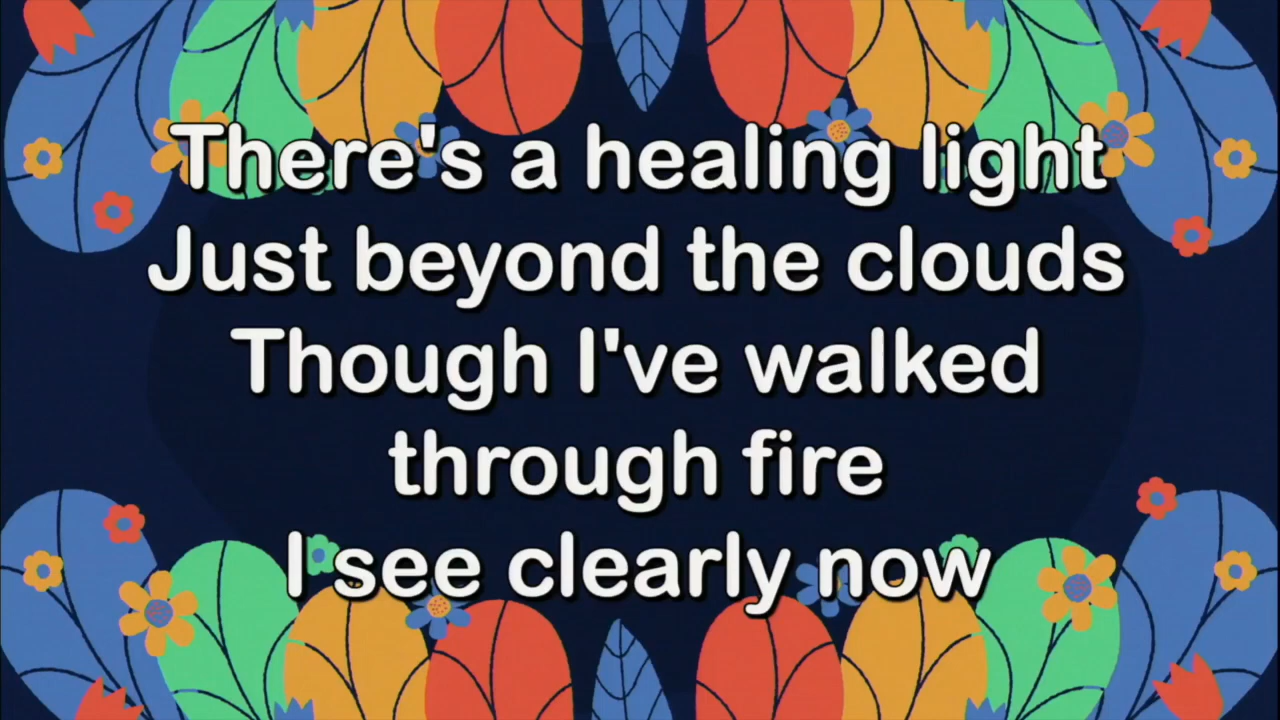 There's a healing light
Just beyond the clouds
Though I've walked
through fire
I see clearly now